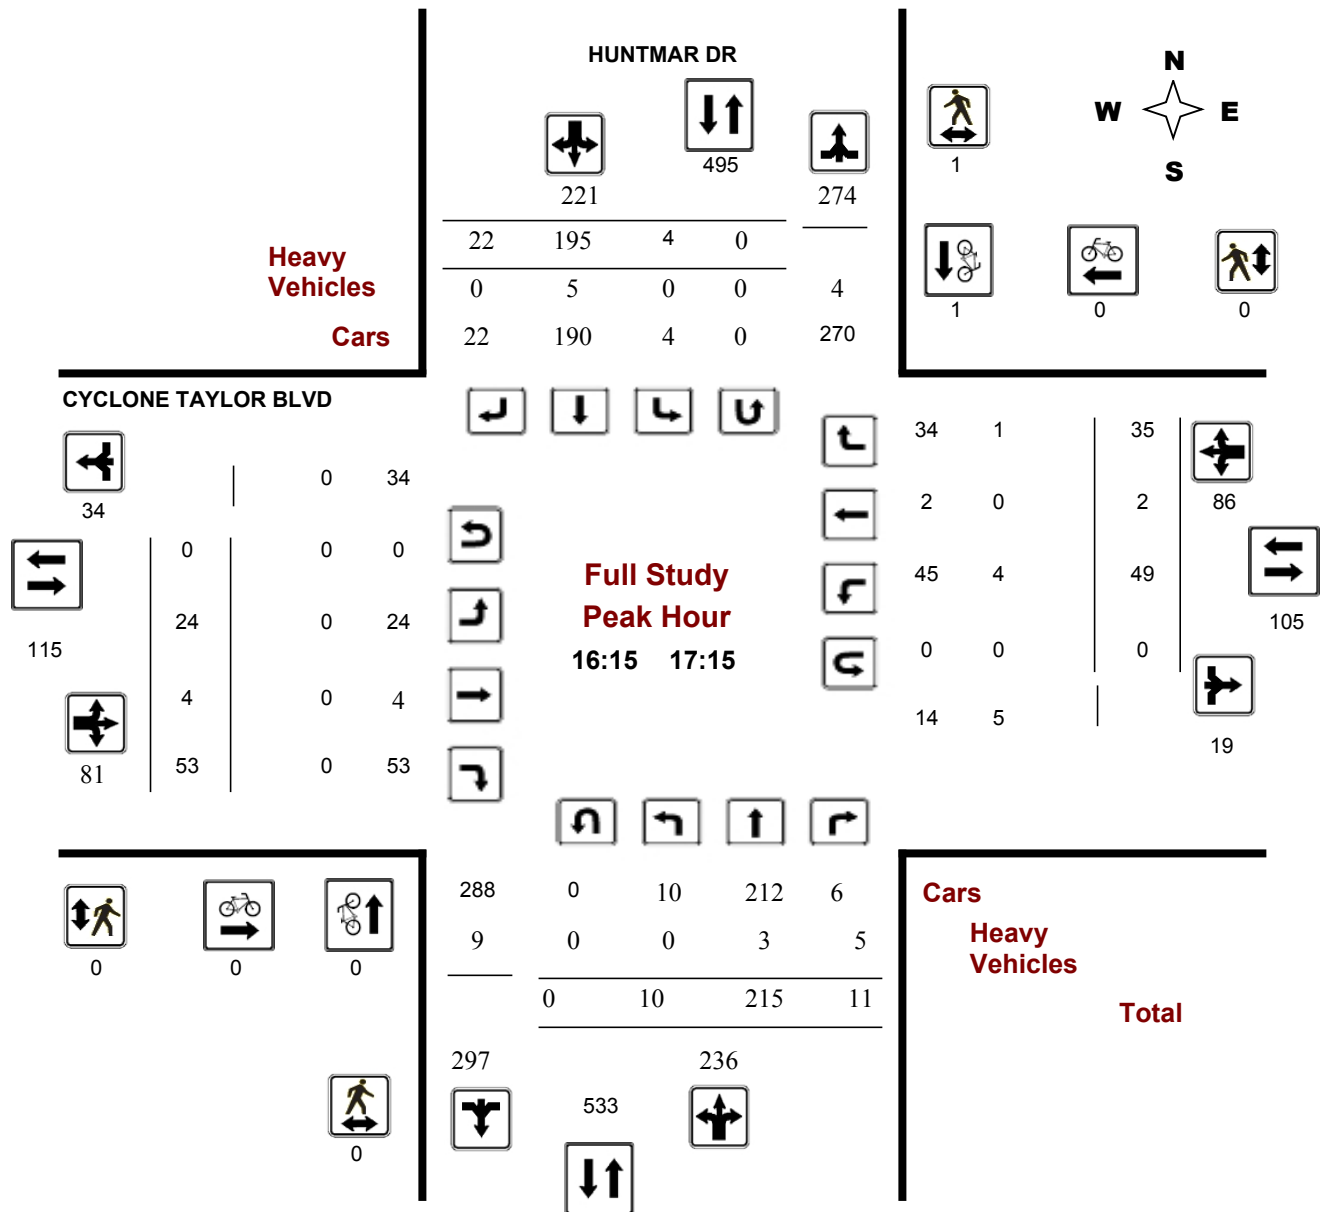 HUNTMAR DR
N
W E
S
495
1
221 274
22 195 4 0
Heavy
Vehicles
0 5 0 0 4
1 0 0
Cars
22 190 4 0 270
CYCLONE TAYLOR BLVD
34 1 35
0 34
34
2 0 2 86
0 0 0
Full Study
45 4 49
Peak Hour
24 0 24
105
115
16:15 17:15
0 0 0
4 0 4
14 5
19
81 53 0 53
288 0 10 212 6
Cars
9 0 0 3 5
Heavy
Vehicles
0 0 0
0 10 215 11
Total
297 236
533
0